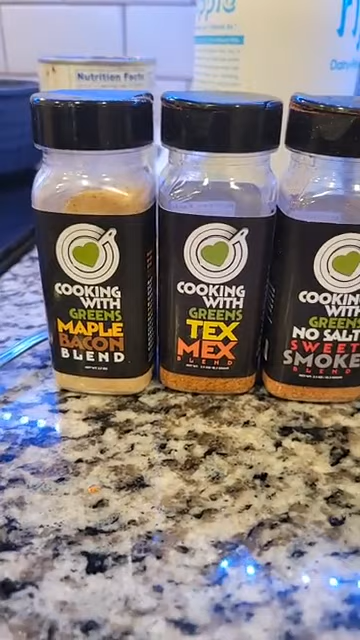 Nutrition Facts
COOKING
WITH
GREENS
MAPLE
BACON
BLEND
COOKING
WITH
GREENS
TEX
MEX
BLEND
COOKING
WITH
GREENS
NO SALT
SWEET
SMOKE
BLEND